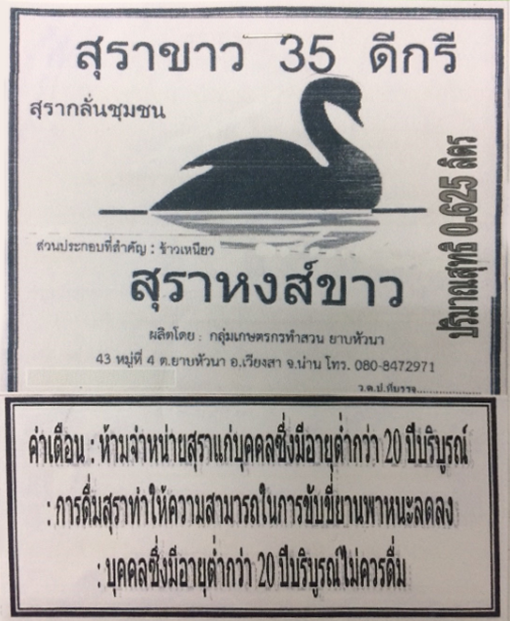 สุราขาว 35 ดีกรี
สุรากลั่นชุมชน
ปริมาณสุทธิ 0.625 ลิตร
ส่วนประกอบที่สำคัญ : ข้าวเหนียว
สุราหงส์ขาว
ผลิตโดย : กลุ่มเกษตรกรทำสวน ยาบหัวนา
43 หมู่ที่ 4 ต.ยาบหัวนา อ.เวียงสา จ.น่าน โทร. 080-8472971
ว.ด.ป.ที่บรรจุ
คำเตือน : ห้ามจำหน่ายสุราแก่บุคคลซึ่งมีอายุต่ำกว่า 20 ปีบริบูรณ์
: การดื่มสุราทำให้ความสามารถในการขับขี่ยานพาหนะลดลง
: บุคคลซึ่งมีอายุต่ำกว่า 20 ปีบริบูรณ์ไม่ควรดื่ม